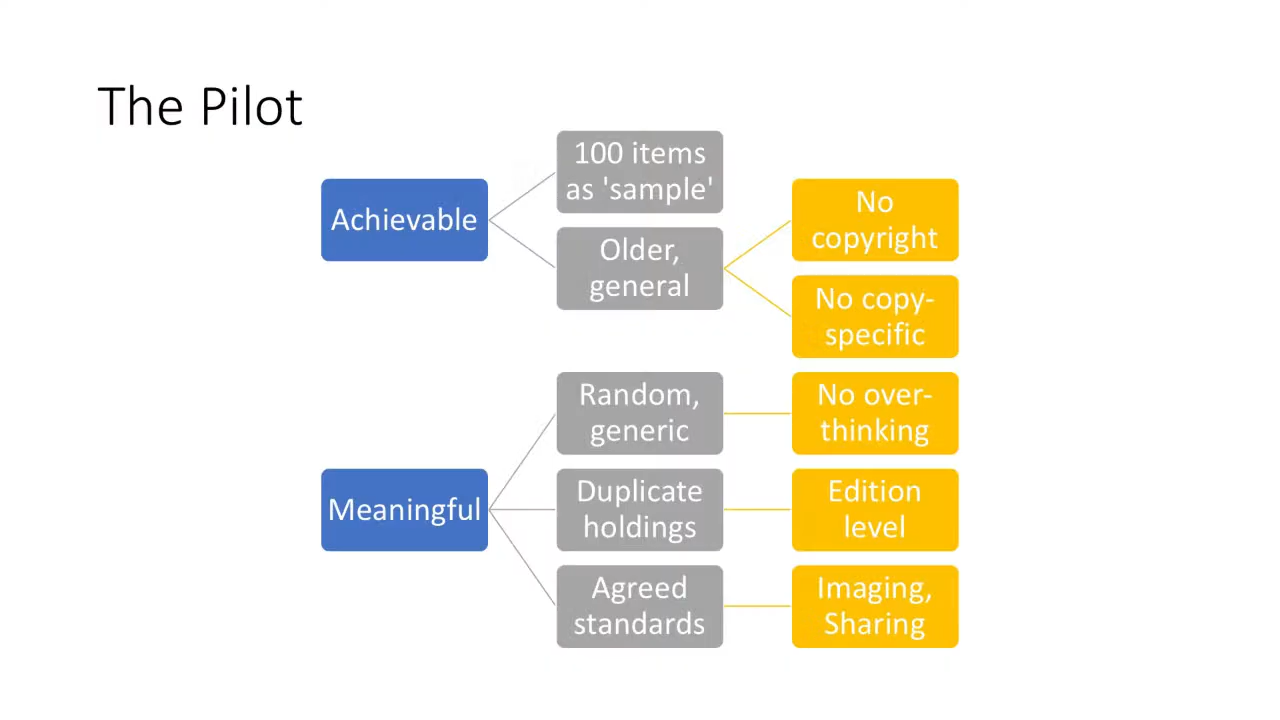 The Pilot
Achievable
100 items
as 'sample'
Older,
general
No
copyright
No copy-
specific
Meaningful
Random,
generic
No over-
thinking
Duplicate
holdings
Edition
level
Agreed
standards
Imaging,
Sharing